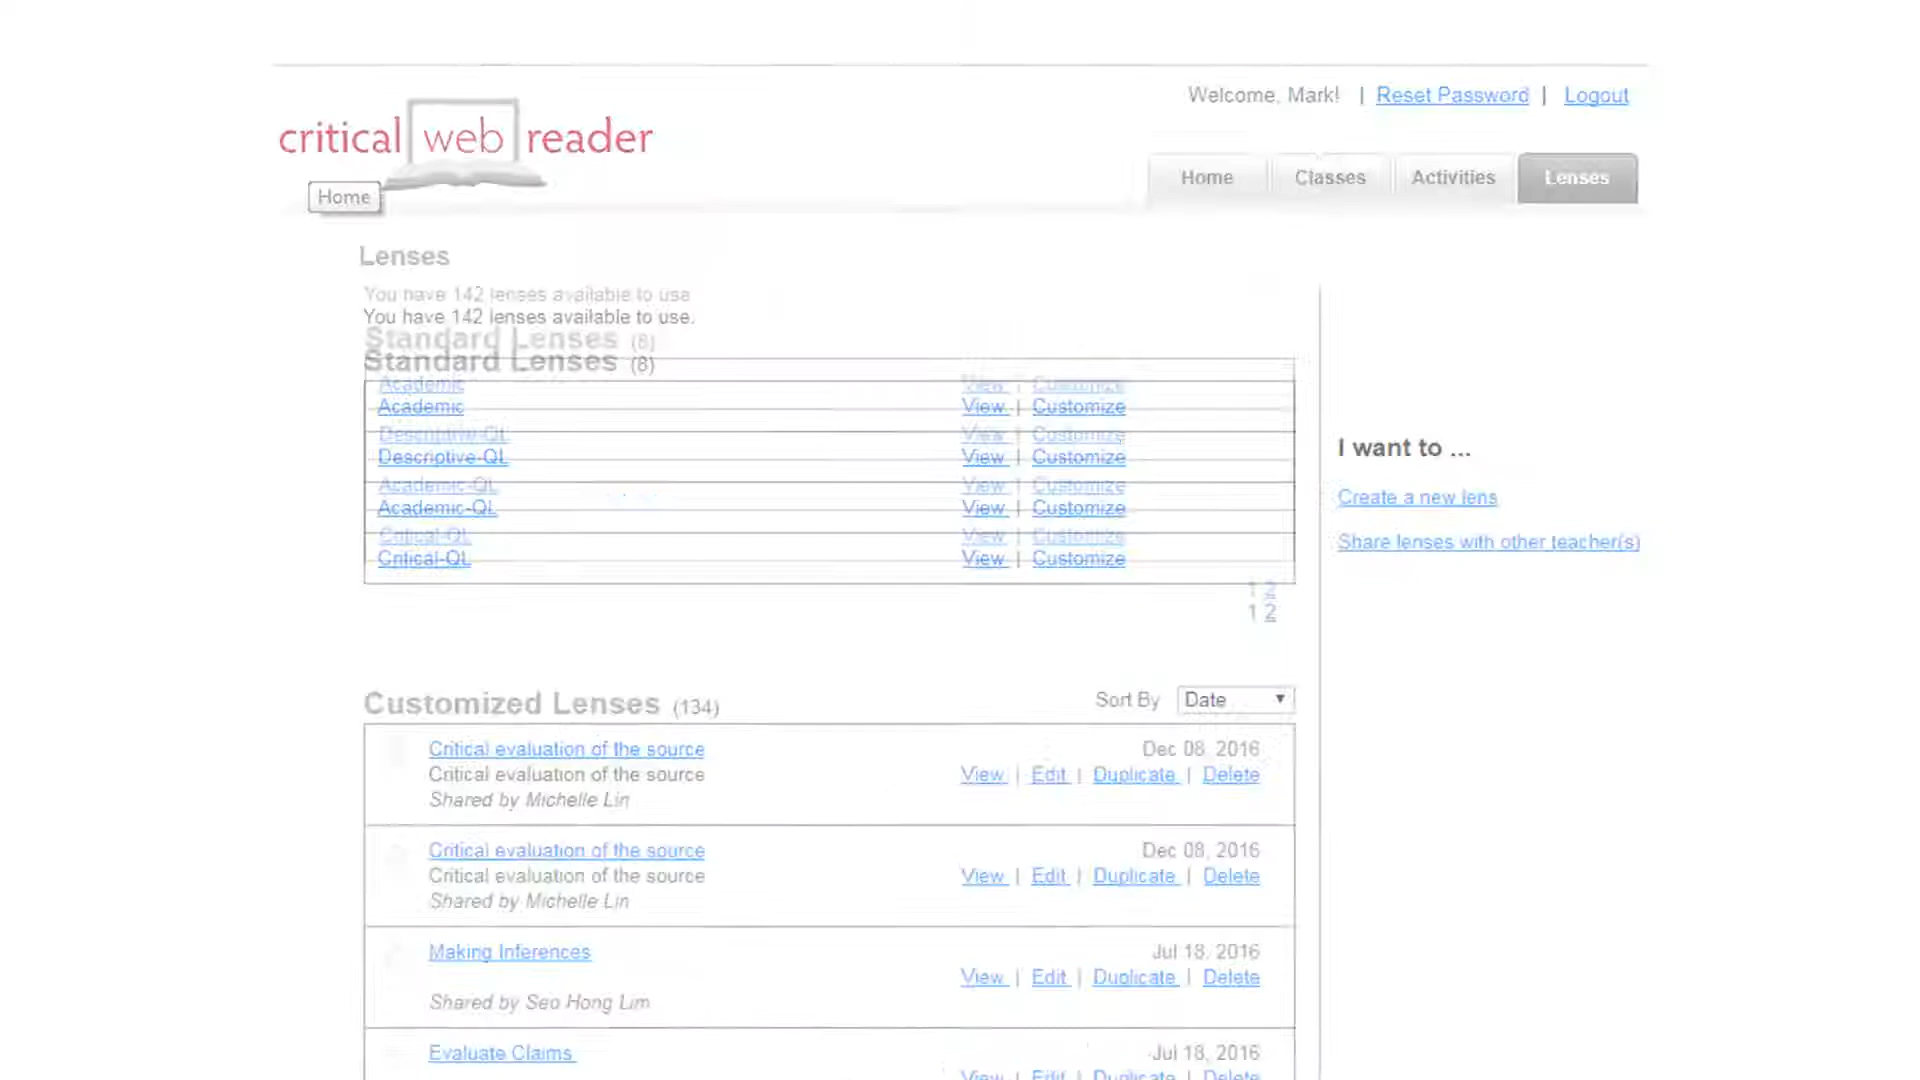 Welcome, Mark! | Reset Password | Logout
critical web reader
Home
Home Classes Activities Lenses
Lenses
You have 142 lenses available to use
You have 142 lenses available to use.
Standard Lenses (8)
Standard Lenses (8)
Academic View | Customize
Academic View | Customize
Descriptive-QL View | Customize
Descriptive-QL View | Customize
Academic-QL View | Customize
Academic-QL View | Customize
Critical-QL View | Customize
Critical-QL View | Customize
1 2
1 2
I want to ...
Create a new lens
Share lenses with other teacher(s)
Customized Lenses (134) Sort By Date
Critical evaluation of the source Dec 08, 2016
Critical evaluation of the source View | Edit | Duplicate | Delete
Shared by Michelle Lin
Critical evaluation of the source Dec 08, 2016
Critical evaluation of the source View | Edit | Duplicate | Delete
Shared by Michelle Lin
Making Inferences Jul 18, 2016
View | Edit | Duplicate | Delete
Shared by Seo Hong Lim
Evaluate Claims Jul 18, 2016
View | Edit | Duplicate | Delete